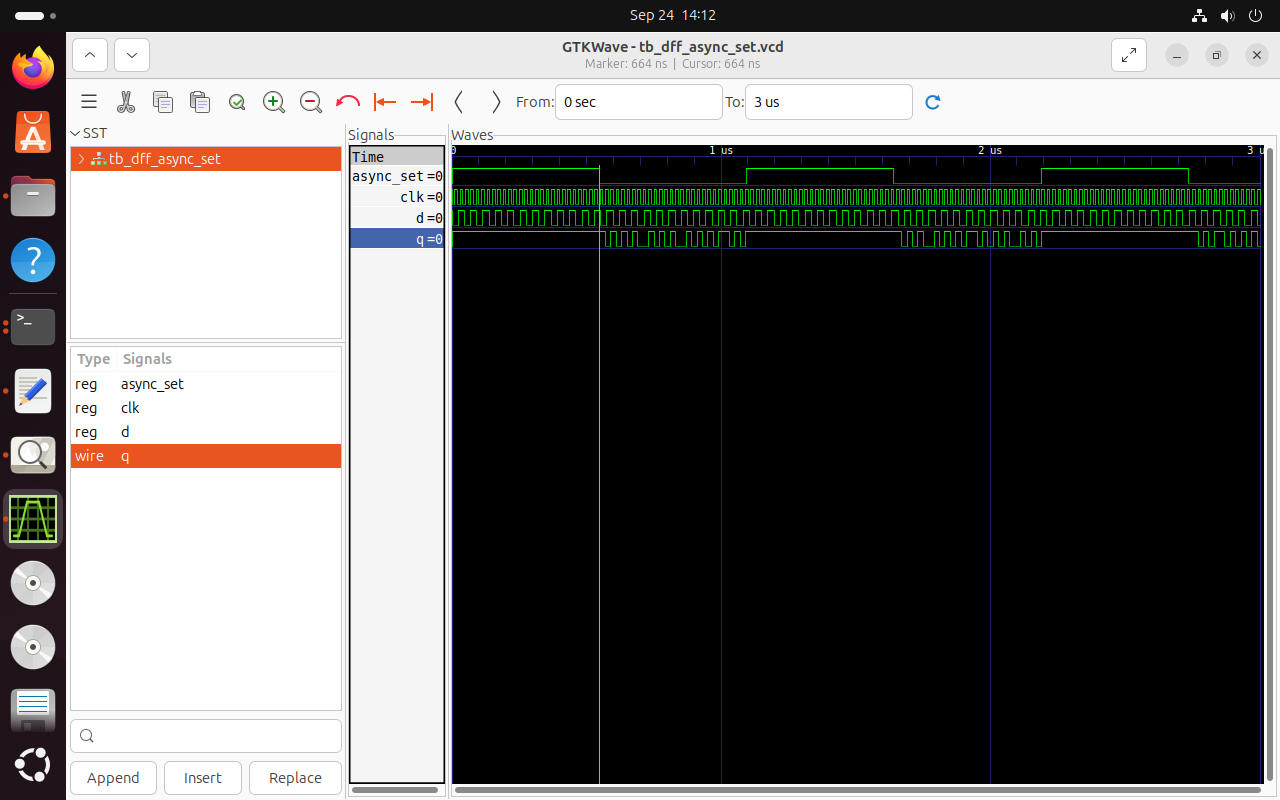 Sep 24 14:12
GTKWave - tb_dff_async_set.vcd
Marker: 664 ns | Cursor: 664 ns
From: 0 sec To: 3 us
SST
tb_dff_async_set
Type Signals
reg async_set
reg clk
reg d
wire q
Append Insert Replace
Signals
Time
async_set =0
clk =0
d =0
q =0
Waves
0 1 us 2 us 3 u